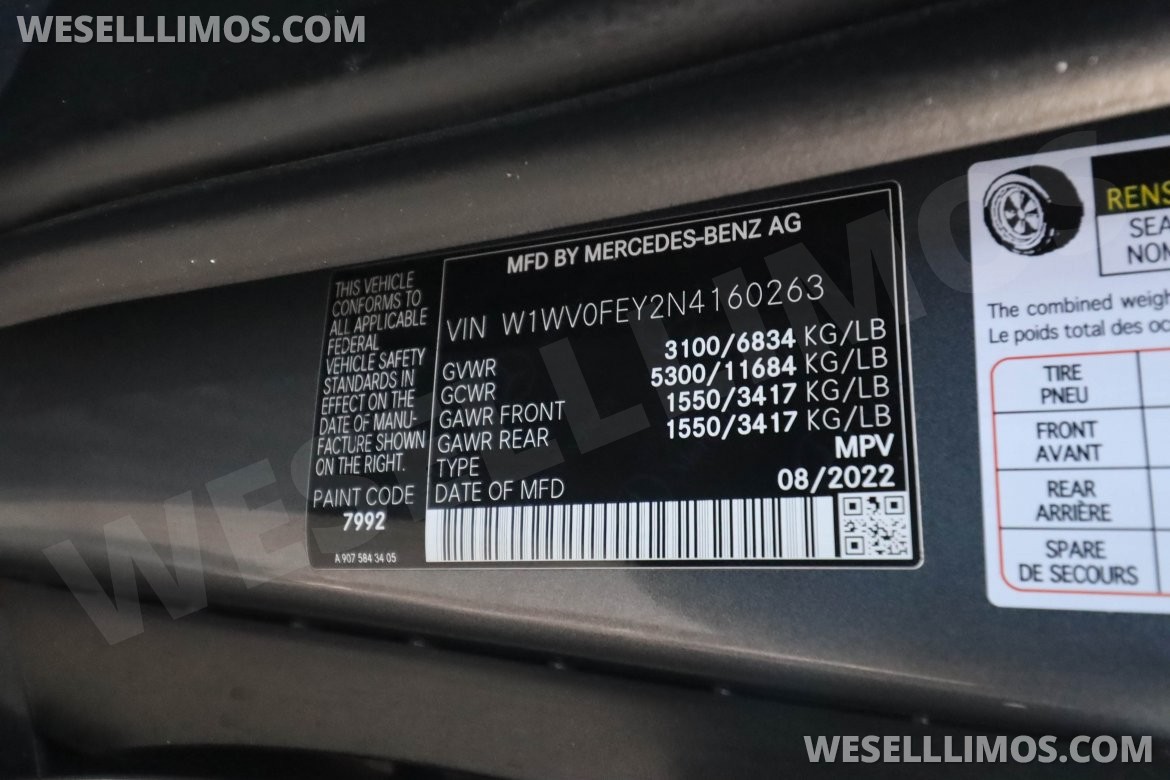 WESELLLIMOS.COM
THIS VEHICLE
CONFORMS TO
ALL APPLICABLE
FEDERAL
VEHICLE SAFETY
STANDARDS IN
EFFECT ON THE
DATE OF MANU-
FACTURE SHOWN
ON THE RIGHT.
PAINT CODE
7992
A 907 584 34 05
MFD BY MERCEDES-BENZ AG
VIN W1WV0FEY2N4160263
GVWR 3100/6834 KG/LB
GCWR 5300/11684 KG/LB
GAWR FRONT 1550/3417 KG/LB
GAWR REAR 1550/3417 KG/LB
TYPE MPV
DATE OF MFD 08/2022
RENS
SEA
NOM
The combined weigh
Le poids total des oc
TIRE
PNEU
FRONT
AVANT
REAR
ARRIÈRE
SPARE
DE SECOURS
WESELLLIMOS
WESELLLIMOS.COM